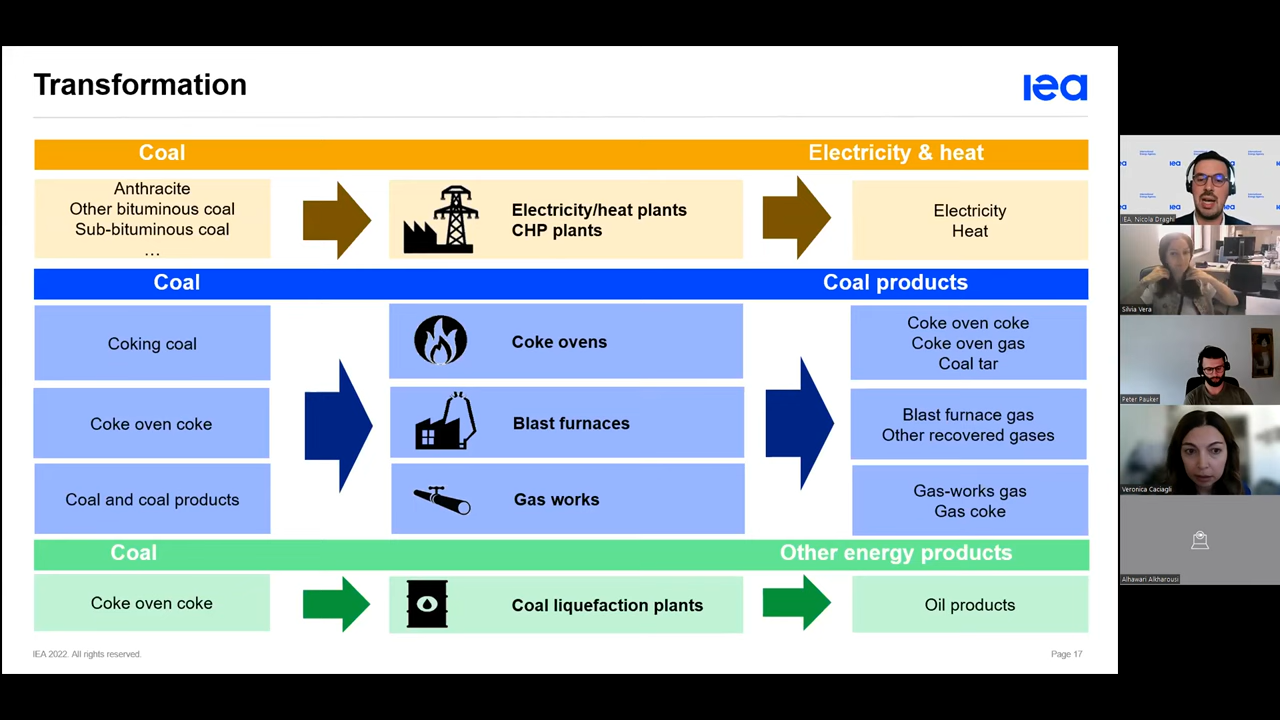 Transformation
iea
Coal
Electricity & heat
Anthracite
Other bituminous coal
Sub-bituminous coal
...
Electricity/heat plants
CHP plants
Electricity
Heat
Coal
Coal products
Coking coal
Coke ovens
Coke oven coke
Coke oven gas
Coal tar
Coke oven coke
Blast furnaces
Blast furnace gas
Other recovered gases
Coal and coal products
Gas works
Gas-works gas
Gas coke
Coal
Other energy products
Coke oven coke
Coal liquefaction plants
Oil products
IEA 2022. All rights reserved.
Page 17
iea
iea
iea
IEA, Nicola Draghi
Silvia Vera
Peter Pauker
Veronica Caciagli
Alhawari Alkharousi